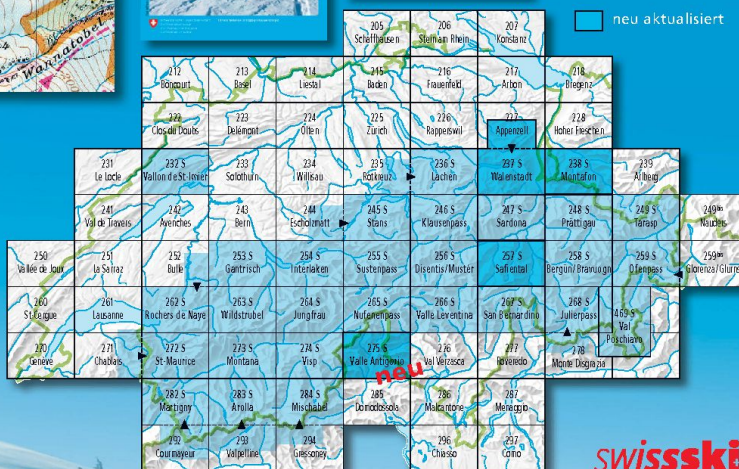 Wannatobel
neu aktualisiert
205 Schaffhausen
206 Stein am Rhein
207 Konstanz
212 Boncourt
213 Basel
214 Liestal
215 Baden
216 Frauenfeld
217 Arbon
218 Bregenz
222 Clos du Doubs
223 Delémont
224 Olten
225 Zürich
226 Rapperswil
227 Appenzell
228 Hoher Freschen
231 Le Locle
232 S Vallon de St-Imier
233 Solothurn
234 Willisau
235 Rotkreuz
236 S Lachen
237 S Walenstadt
238 S Montafon
239 Arlberg
241 Val de Travers
242 Avenches
243 Bern
244 Escholzmatt
245 S Stans
246 S Klausenpass
247 S Sardona
248 S Prättigau
249 S Tarasp
249bis Nauders
250 Vallée de Joux
251 La Sarraz
252 Bulle
253 S Gantrisch
254 S Interlaken
255 S Sustenpass
256 S Disentis/Mustér
257 S Safiental
258 S Bergün/Bravuogn
259 S Ofenpass
259bis Glorenza/Glurns
260 St-Cergue
261 Lausanne
262 S Rochers de Naye
263 S Wildstrubel
264 S Jungfrau
265 S Nufenenpass
266 S Valle Leventina
267 S San Bernardino
268 S Julierpass
469 S Val Poschiavo
270 Genève
271 Chablais
272 S St-Maurice
273 S Montana
274 S Visp
275 S Valle Antigorio
276 Val Verzasca
277 Roveredo
278 Monte Disgrazia
neu
282 S Martigny
283 S Arolla
284 S Mischabel
285 Domodossola
286 Malcantone
287 Menaggio
292 Courmayeur
293 Valpelline
294 Gressoney
296 Chiasso
297 Como
swissski